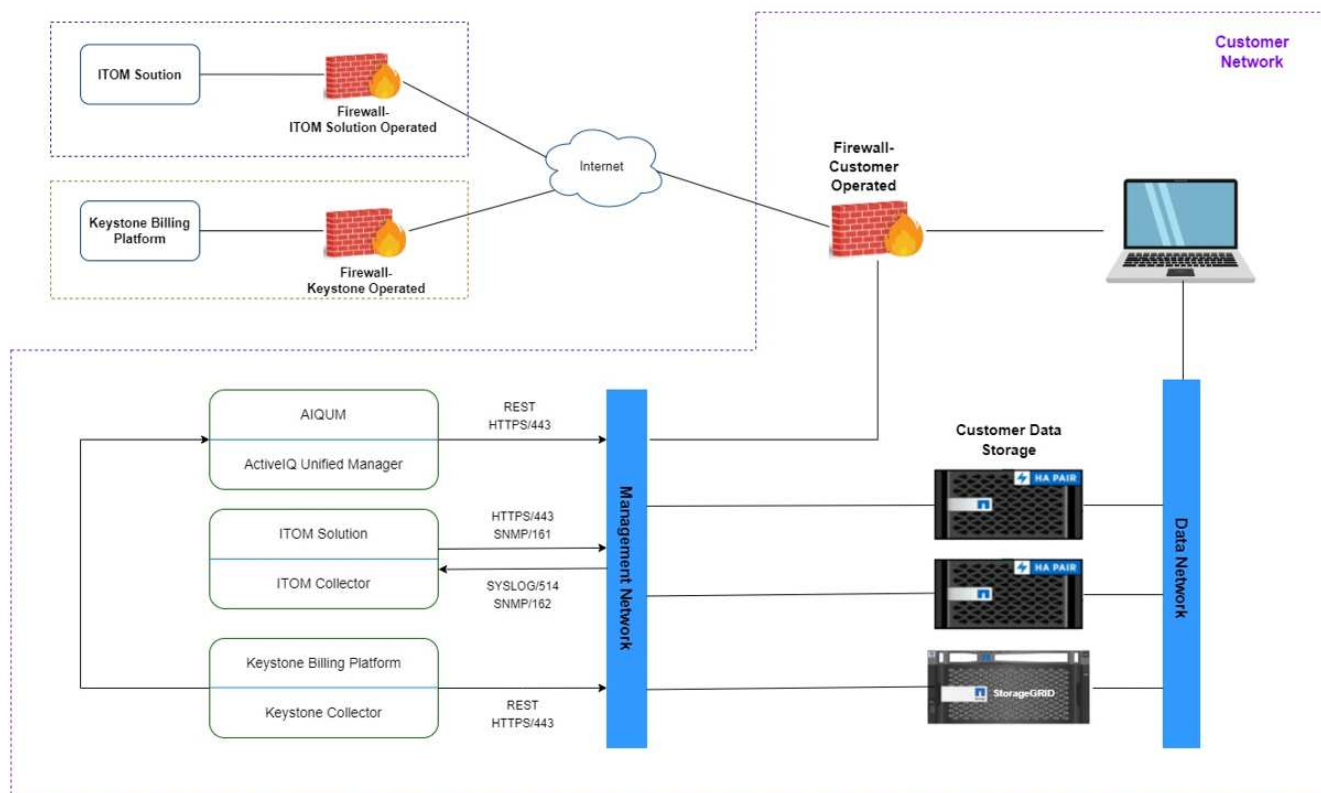 Customer
Network
ITOM Soution
Firewall-
ITOM Solution Operated
Internet
Firewall-
Customer
Operated
Keystone Billing
Platform
Firewall-
Keystone Operated
AIQUM
ActiveIQ Unified Manager
REST
HTTPS/443
ITOM Solution
ITOM Collector
HTTPS/443
SNMP/161
SYSLOG/514
SNMP/162
Keystone Billing Platform
Keystone Collector
REST
HTTPS/443
Management Network
Customer Data
Storage
HA PAIR
HA PAIR
StorageGRID
Data Network